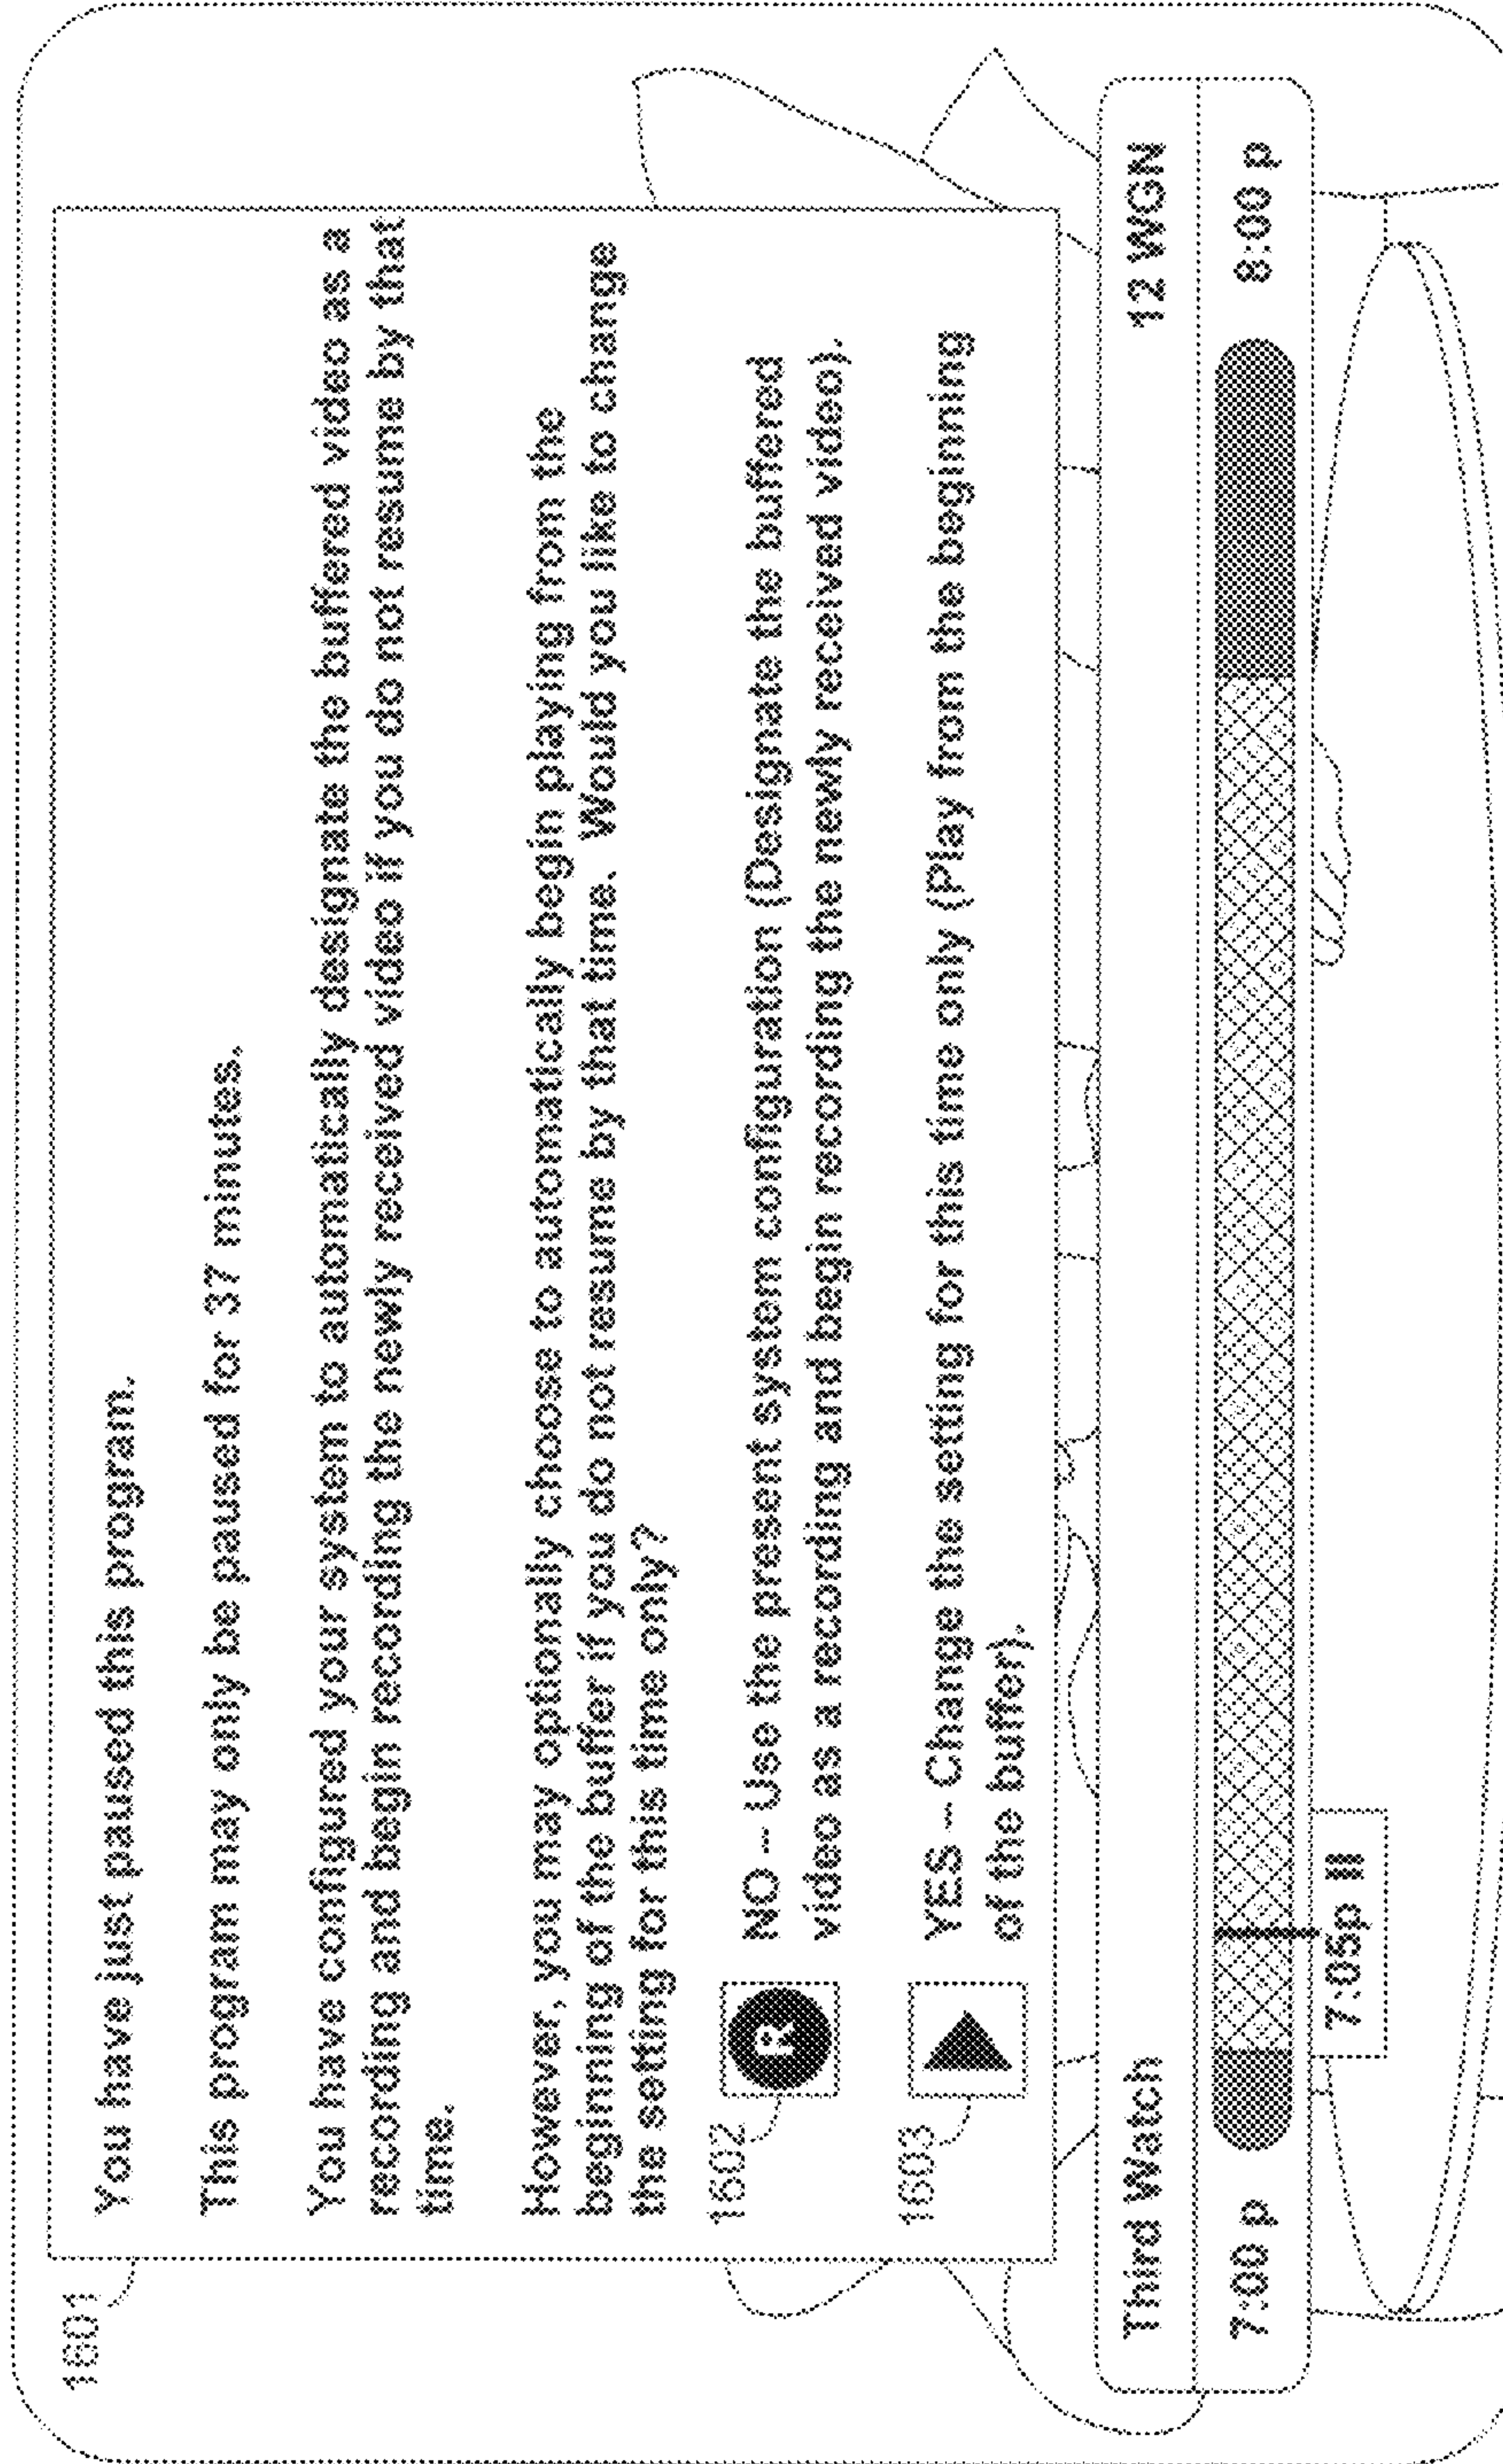 1601
You have just paused this program.
This program may only be paused for 37 minutes.
You have configured your system to automatically designate the buffered video as a
recording and begin recording the newly received video if you do not resume by that
time.
However, you may optionally choose to automatically begin playing from the
beginning of the buffer if you do not resume by that time. Would you like to change
the setting for this time only?
1602
R
NO -- Use the present system configuration (Designate the buffered
video as a recording and begin recording the newly received video).
1603
YES -- Change the setting for this time only (Play from the beginning
of the buffer).
Third Watch 12 WGN
7:00 p 8:00 p
7:05p